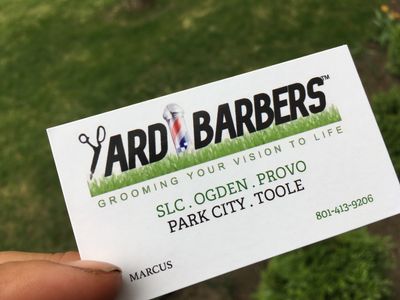 YARD BARBERS™
GROOMING YOUR VISION TO LIFE
SLC . OGDEN . PROVO
PARK CITY . TOOLE
801-413-9206
MARCUS